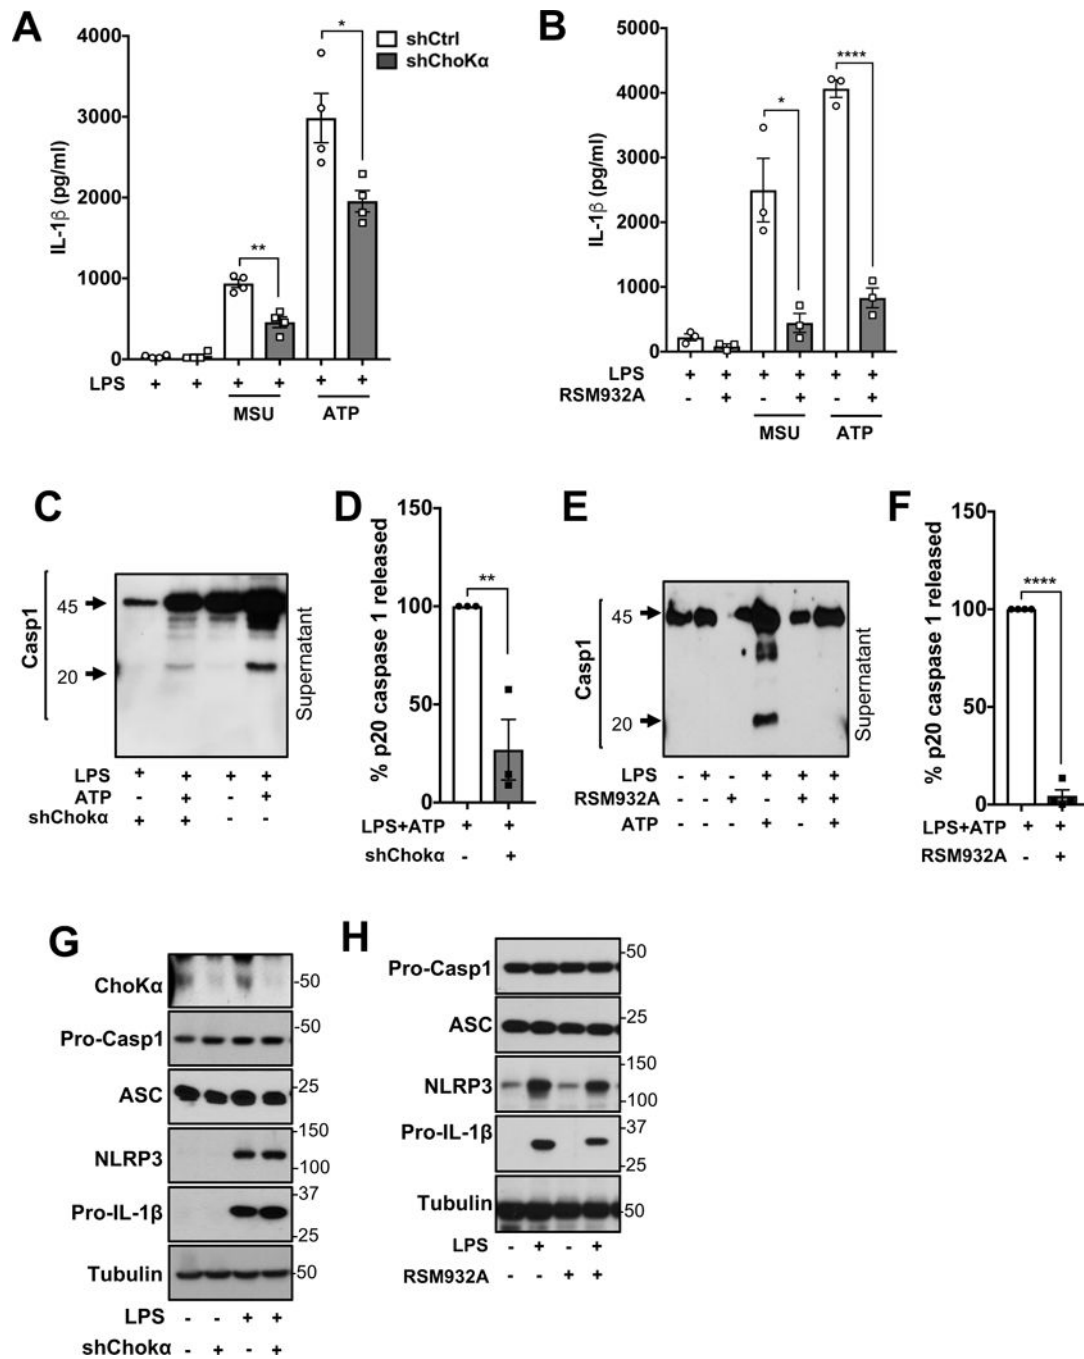 A
IL-1β (pg/ml)
4000
3000
2000
1000
0
*
**
shCtrl
shChoKα
LPS + + + + + +
MSU ATP
B
IL-1β (pg/ml)
5000
4000
3000
2000
1000
0
*
****
LPS + + + + + +
RSM932A - + - + - +
MSU ATP
C
Casp1
45
20
Supernatant
LPS + + + +
ATP - + - +
shChokα + + - -
D
% p20 caspase 1 released
150
100
50
0
**
LPS+ATP + +
shChokα - +
E
Casp1
45
20
Supernatant
LPS - + - + + +
RSM932A - - + - + +
ATP - - - + - +
F
% p20 caspase 1 released
150
100
50
0
****
LPS+ATP + +
RSM932A - +
G
ChoKα -50
Pro-Casp1 -50
ASC -25
NLRP3 -150
-100
Pro-IL-1β -37
-25
Tubulin -50
LPS - - + +
shChokα - + - +
H
Pro-Casp1 -50
ASC -25
NLRP3 -150
-100
Pro-IL-1β -37
-25
Tubulin -50
LPS - + - +
RSM932A - - + +